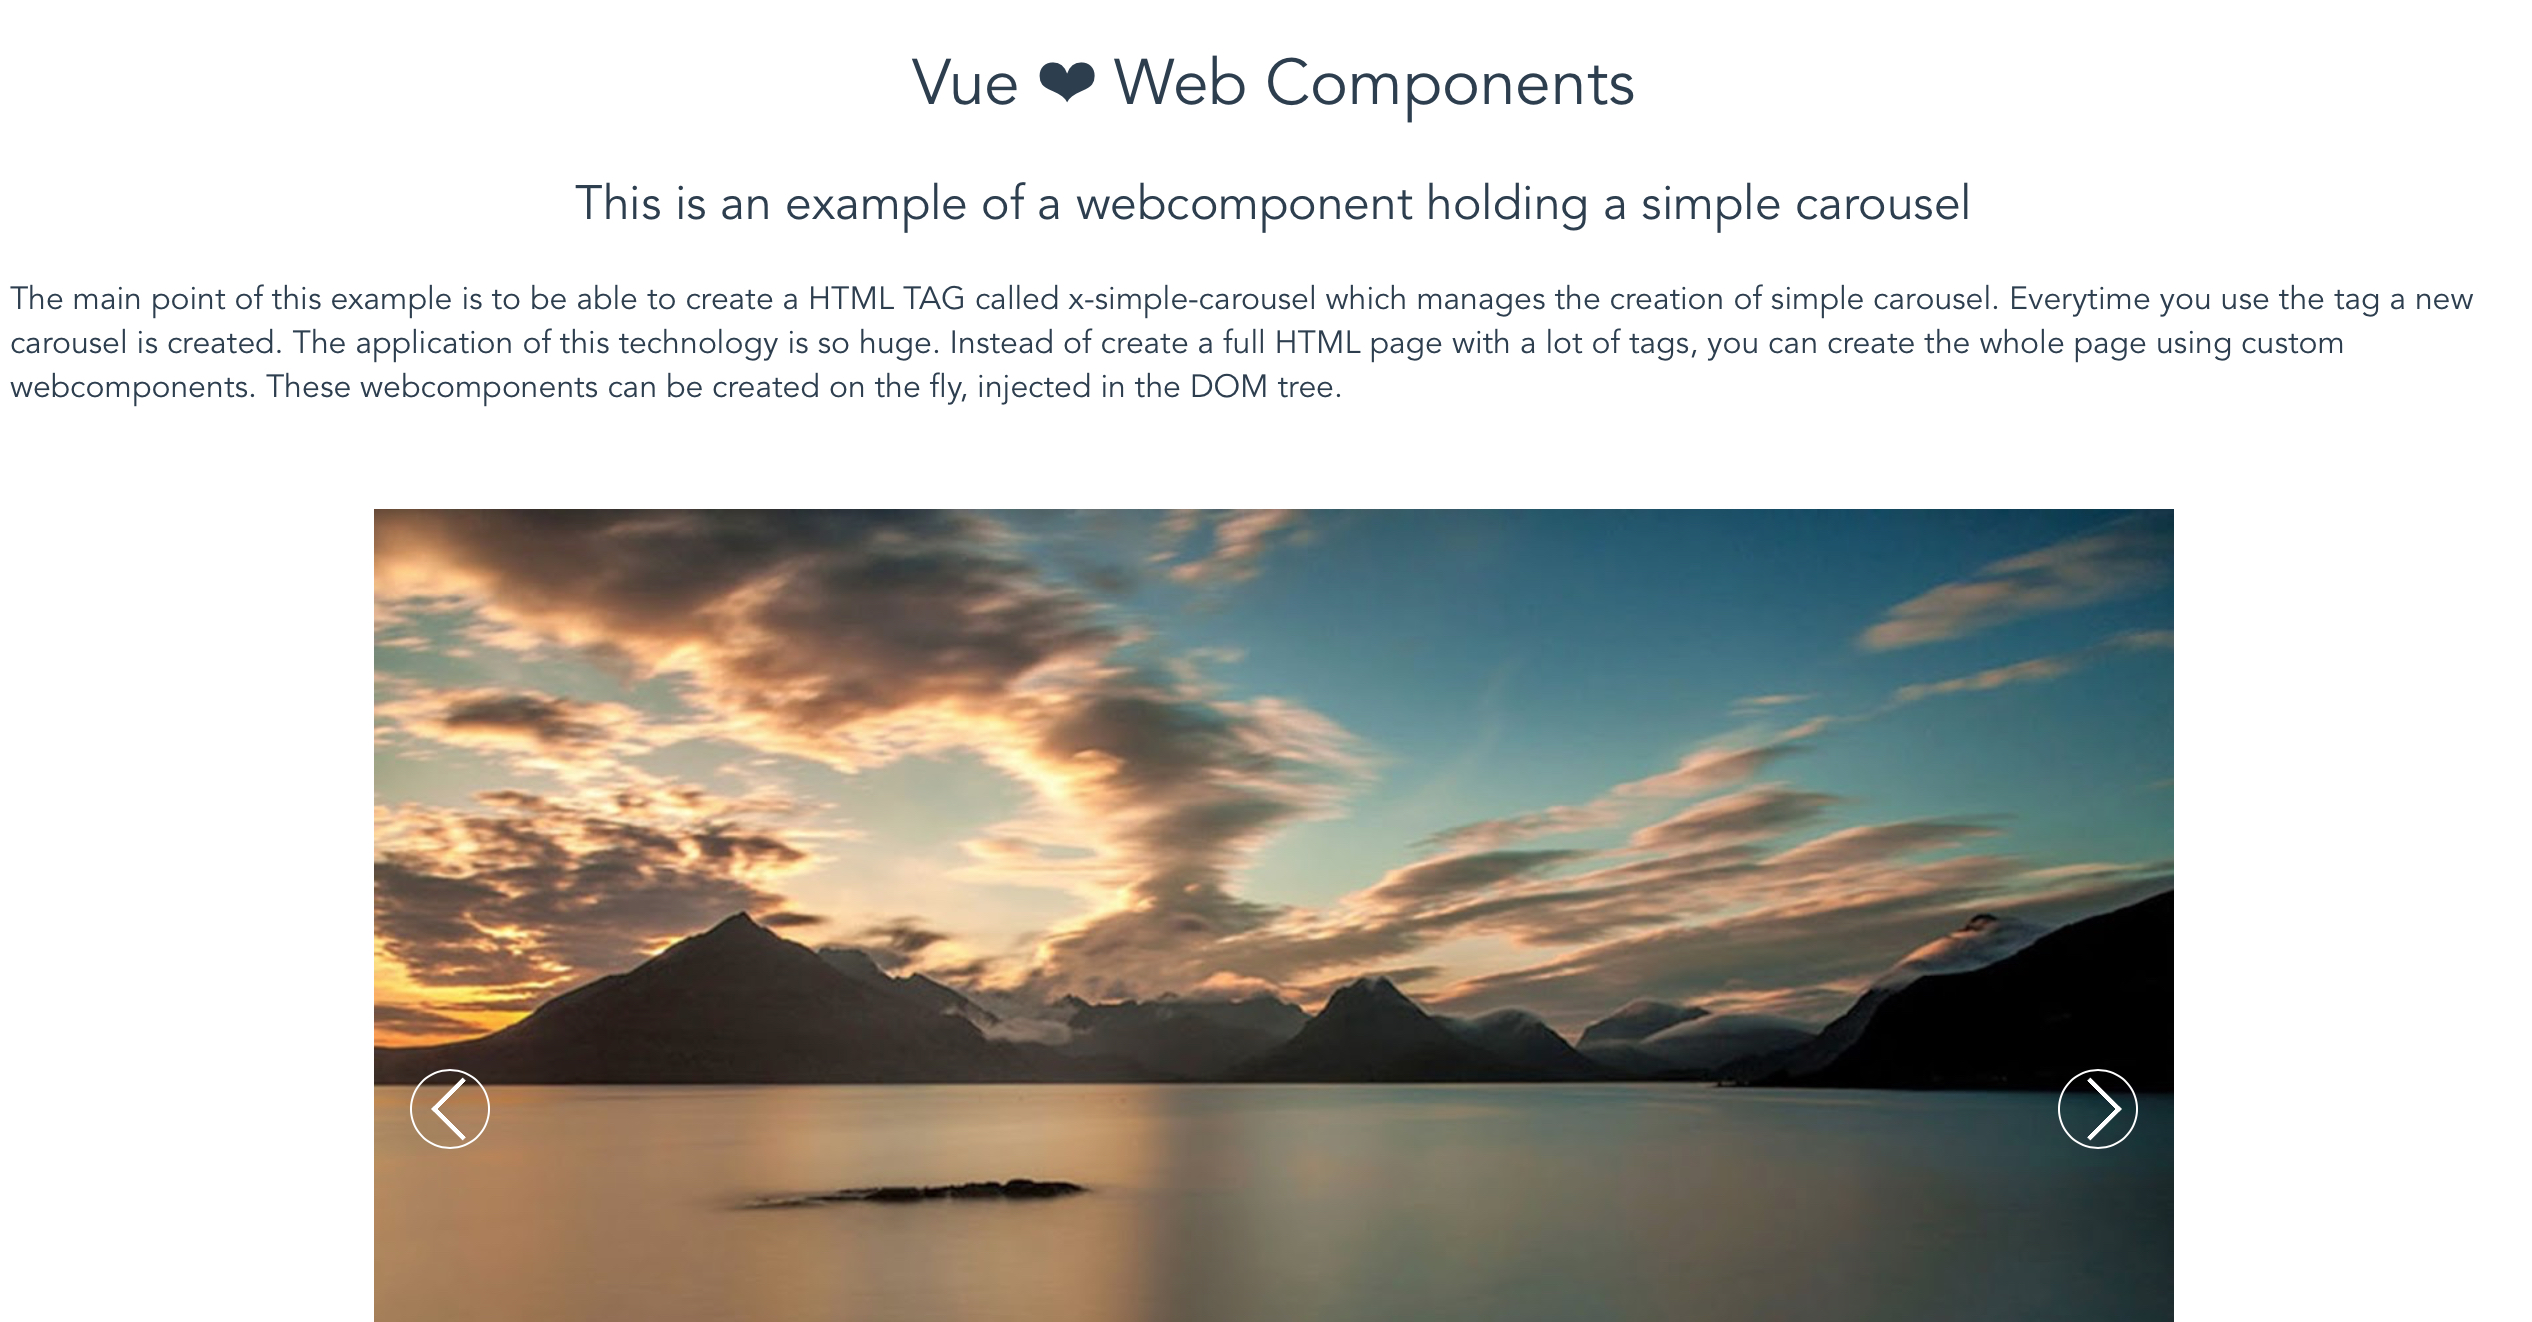 Vue ❤ Web Components
This is an example of a webcomponent holding a simple carousel
The main point of this example is to be able to create a HTML TAG called x-simple-carousel which manages the creation of simple carousel. Everytime you use the tag a new
carousel is created. The application of this technology is so huge. Instead of create a full HTML page with a lot of tags, you can create the whole page using custom
webcomponents. These webcomponents can be created on the fly, injected in the DOM tree.